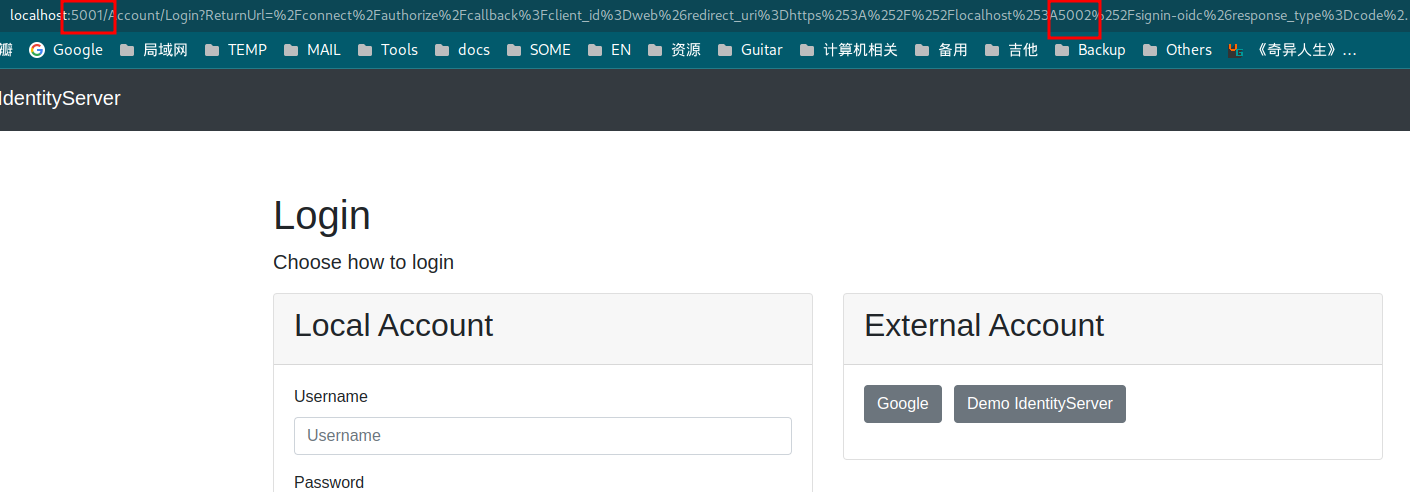 localhost:5001/Account/Login?ReturnUrl=%2Fconnect%2Fauthorize%2Fcallback%3Fclient_id%3Dweb%26redirect_uri%3Dhttps%253A%252F%252Flocalhost%253A5002%252Fsignin-oidc%26response_type%3Dcode%2.
瓣 Google 局域网 TEMP MAIL Tools docs SOME EN 资源 Guitar 计算机相关 备用 吉他 Backup Others 《奇异人生》...
IdentityServer
Login
Choose how to login
Local Account External Account
Username
Google Demo IdentityServer
Username
Password